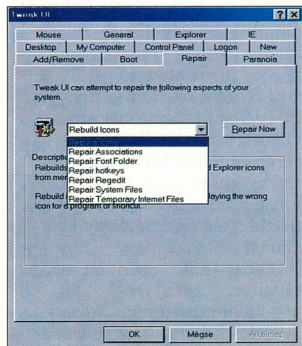 Tweak UI
Mouse General Explorer IE
Desktop My Computer Control Panel Logon New
Add/Remove Boot Repair Paranoia
Tweak UI can attempt to repair the following aspects of your
system.
Rebuild Icons Repair Now
Rebuild Icons
Repair Associations
Repair Font Folder
Repair hotkeys
Repair Regedit
Repair System Files
Repair Temporary Internet Files
Rebuilds Explorer icons
from
Rebuild playing the wrong
icon for a program or shortcut.
OK Mégse Alkalmaz